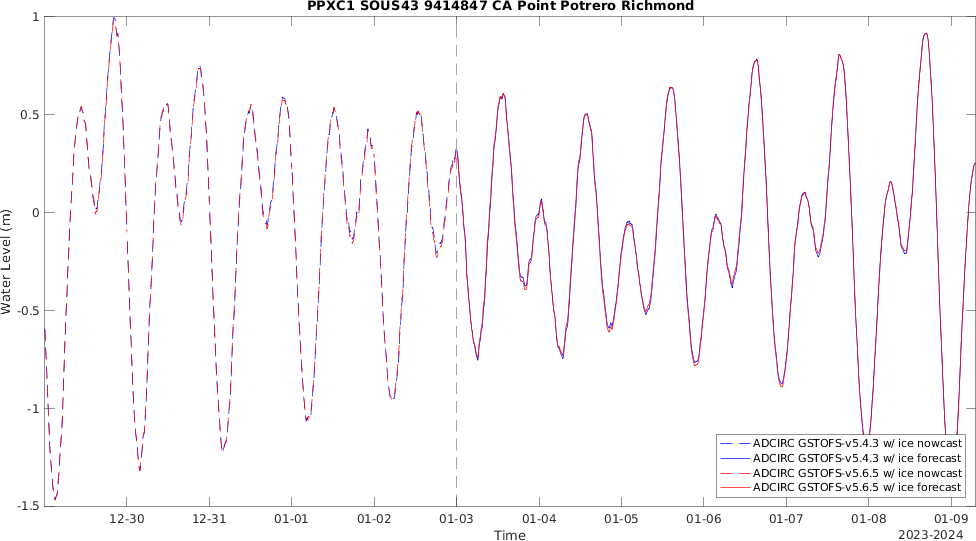 PPXC1 SOUS43 9414847 CA Point Potrero Richmond
1
0.5
0
-0.5
-1
-1.5
Water Level (m)
12-30 12-31 01-01 01-02 01-03 01-04 01-05 01-06 01-07 01-08 01-09
Time
2023-2024
ADCIRC GSTOFS-v5.4.3 w/ ice nowcast
ADCIRC GSTOFS-v5.4.3 w/ ice forecast
ADCIRC GSTOFS-v5.6.5 w/ ice nowcast
ADCIRC GSTOFS-v5.6.5 w/ ice forecast